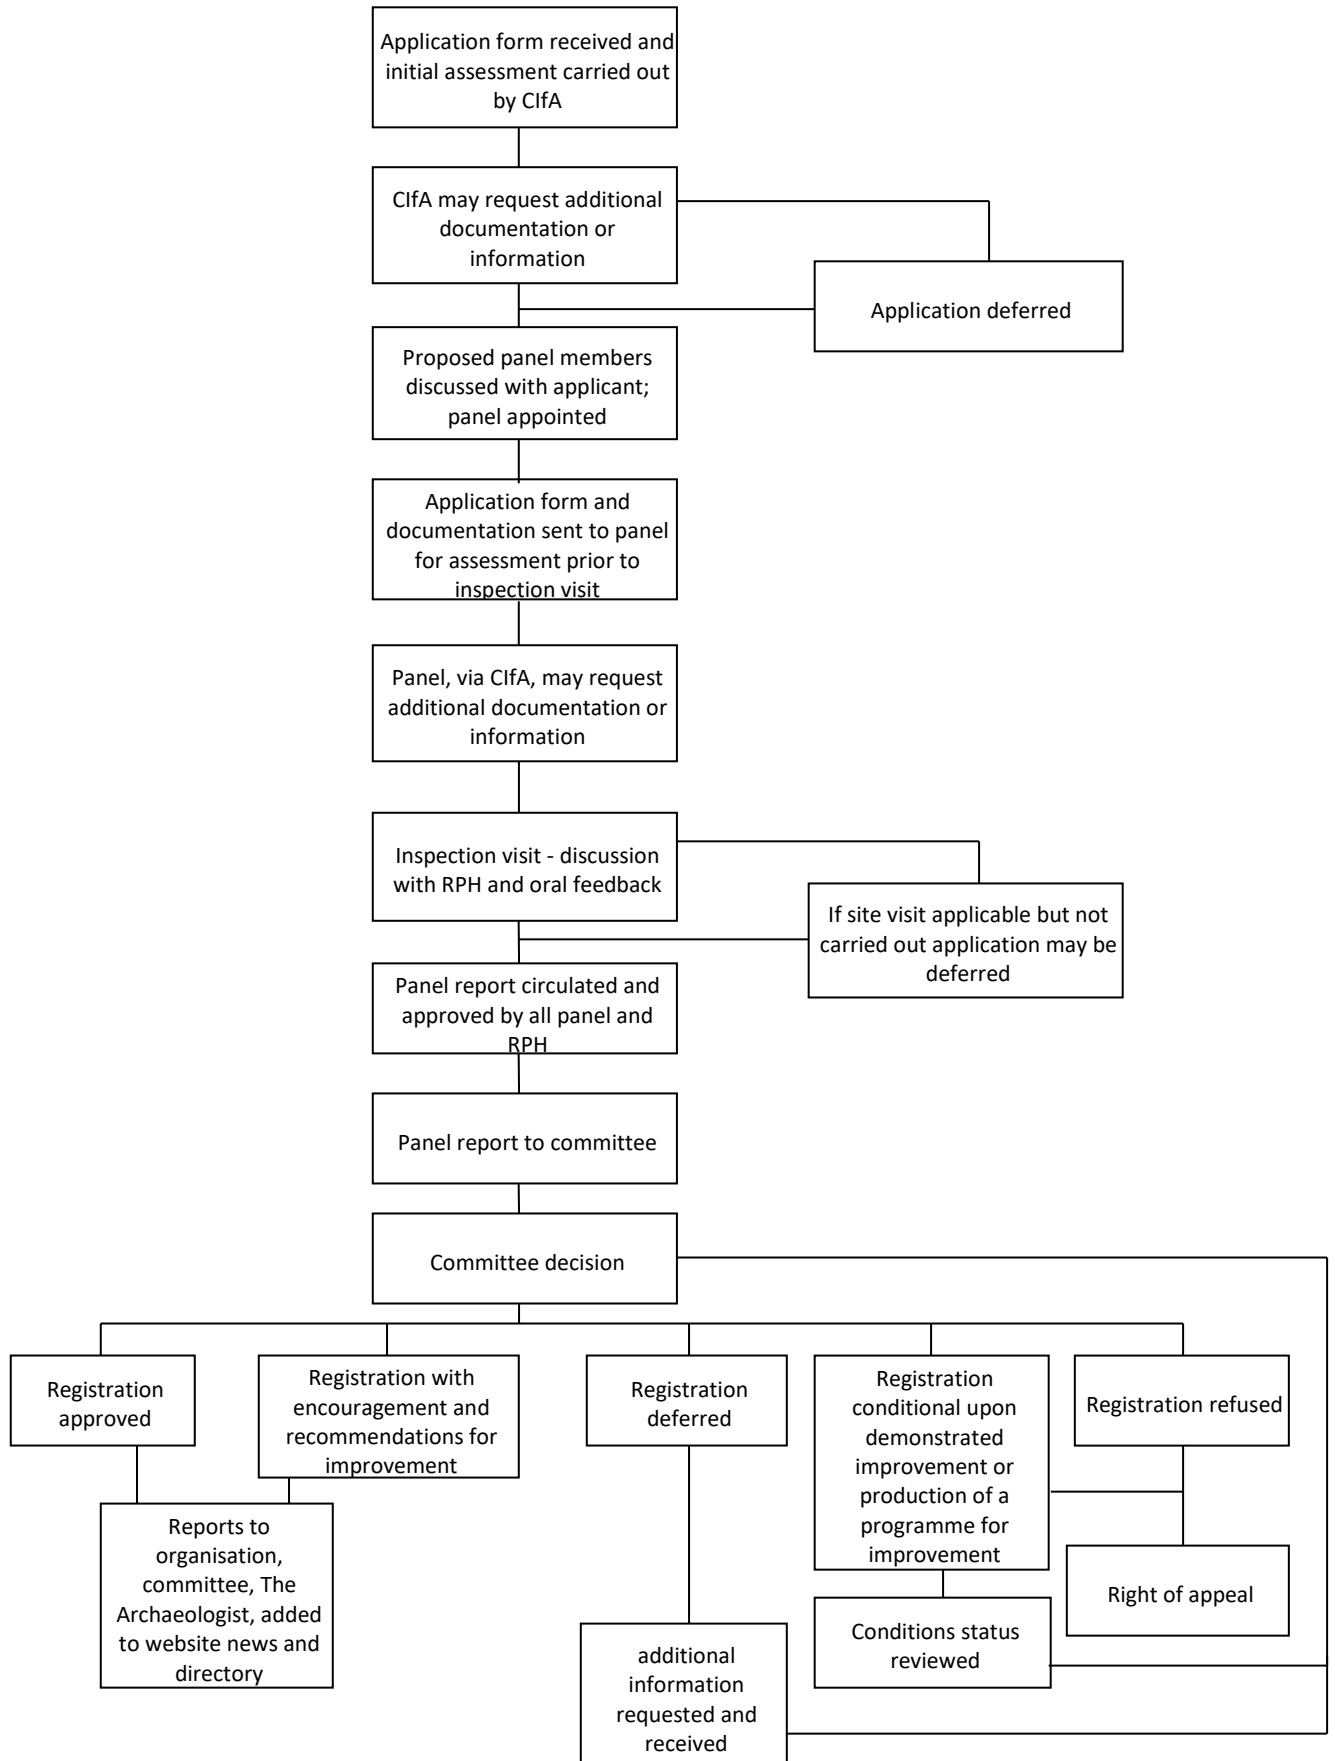 Application form received and
initial assessment carried out
by CIfA
CIfA may request additional
documentation or
information
Application deferred
Proposed panel members
discussed with applicant;
panel appointed
Application form and
documentation sent to panel
for assessment prior to
inspection visit
Panel, via CIfA, may request
additional documentation or
information
Inspection visit - discussion
with RPH and oral feedback
If site visit applicable but not
carried out application may be
deferred
Panel report circulated and
approved by all panel and
RPH
Panel report to committee
Committee decision
Registration
approved
Registration with
encouragement and
recommendations for
improvement
Registration
deferred
Registration
conditional upon
demonstrated
improvement or
production of a
programme for
improvement
Registration refused
Reports to
organisation,
committee, The
Archaeologist, added
to website news and
directory
Right of appeal
Conditions status
reviewed
additional
information
requested and
received